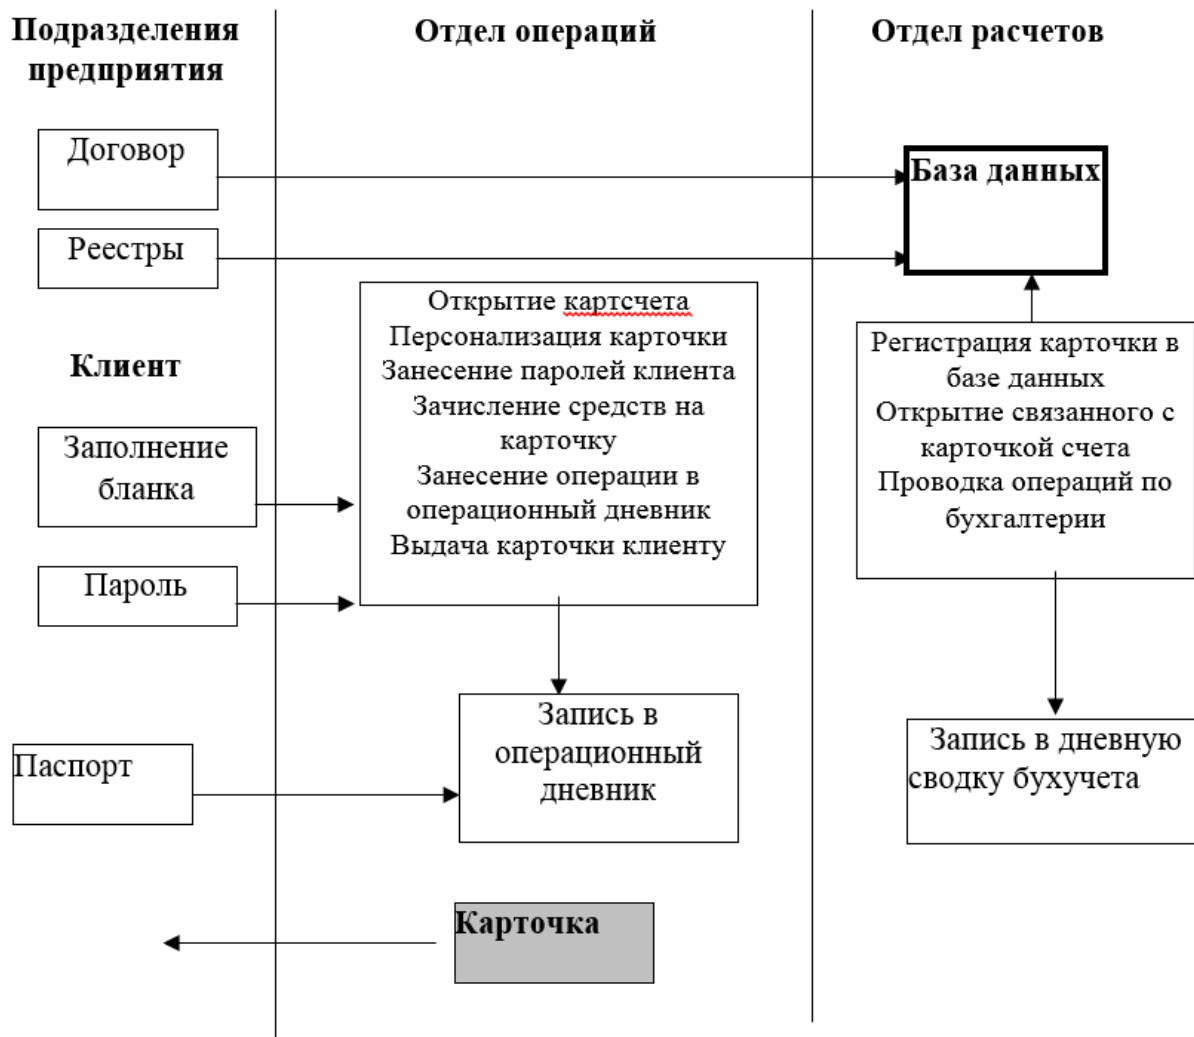 Подразделения
предприятия
Отдел операций
Отдел расчетов
Договор
База данных
Реестры
Открытие картсчета
Персонализация карточки
Занесение паролей клиента
Зачисление средств на
карточку
Занесение операции в
операционный дневник
Выдача карточки клиенту
Регистрация карточки в
базе данных
Открытие связанного с
карточкой счета
Проводка операций по
бухгалтерии
Клиент
Заполнение
бланка
Пароль
Запись в
операционный
дневник
Запись в дневную
сводку бухучета
Паспорт
Карточка